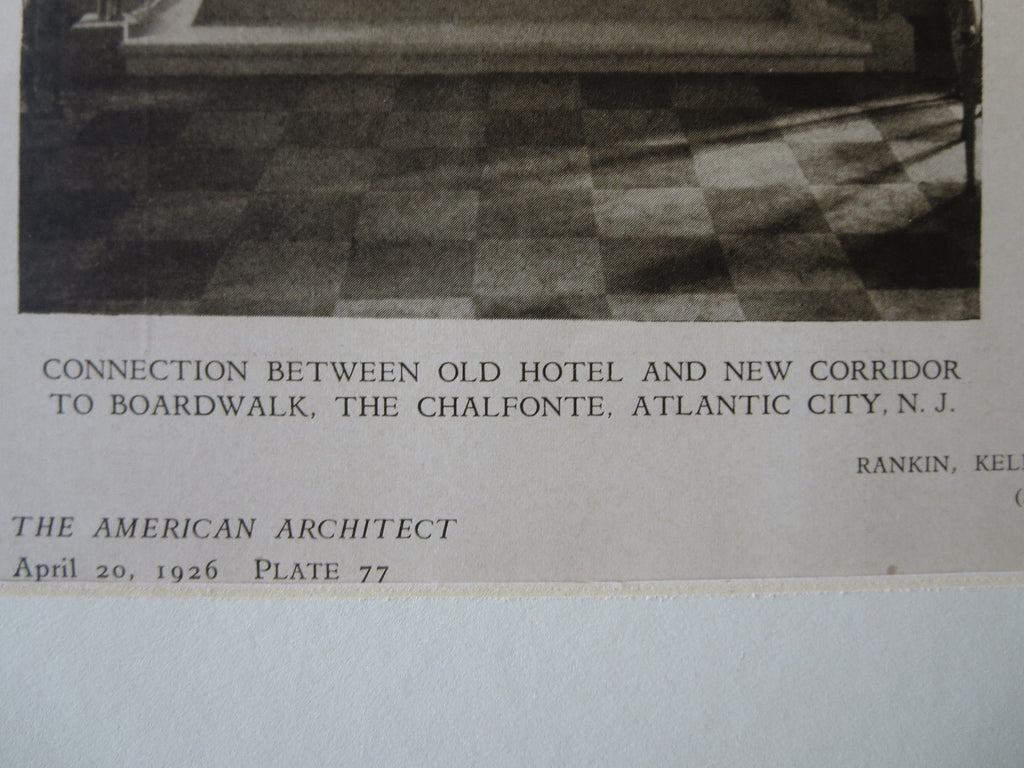 CONNECTION BETWEEN OLD HOTEL AND NEW CORRIDOR
TO BOARDWALK, THE CHALFONTE, ATLANTIC CITY, N. J.
RANKIN,
THE AMERICAN ARCHITECT
April 20, 1926 PLATE 77